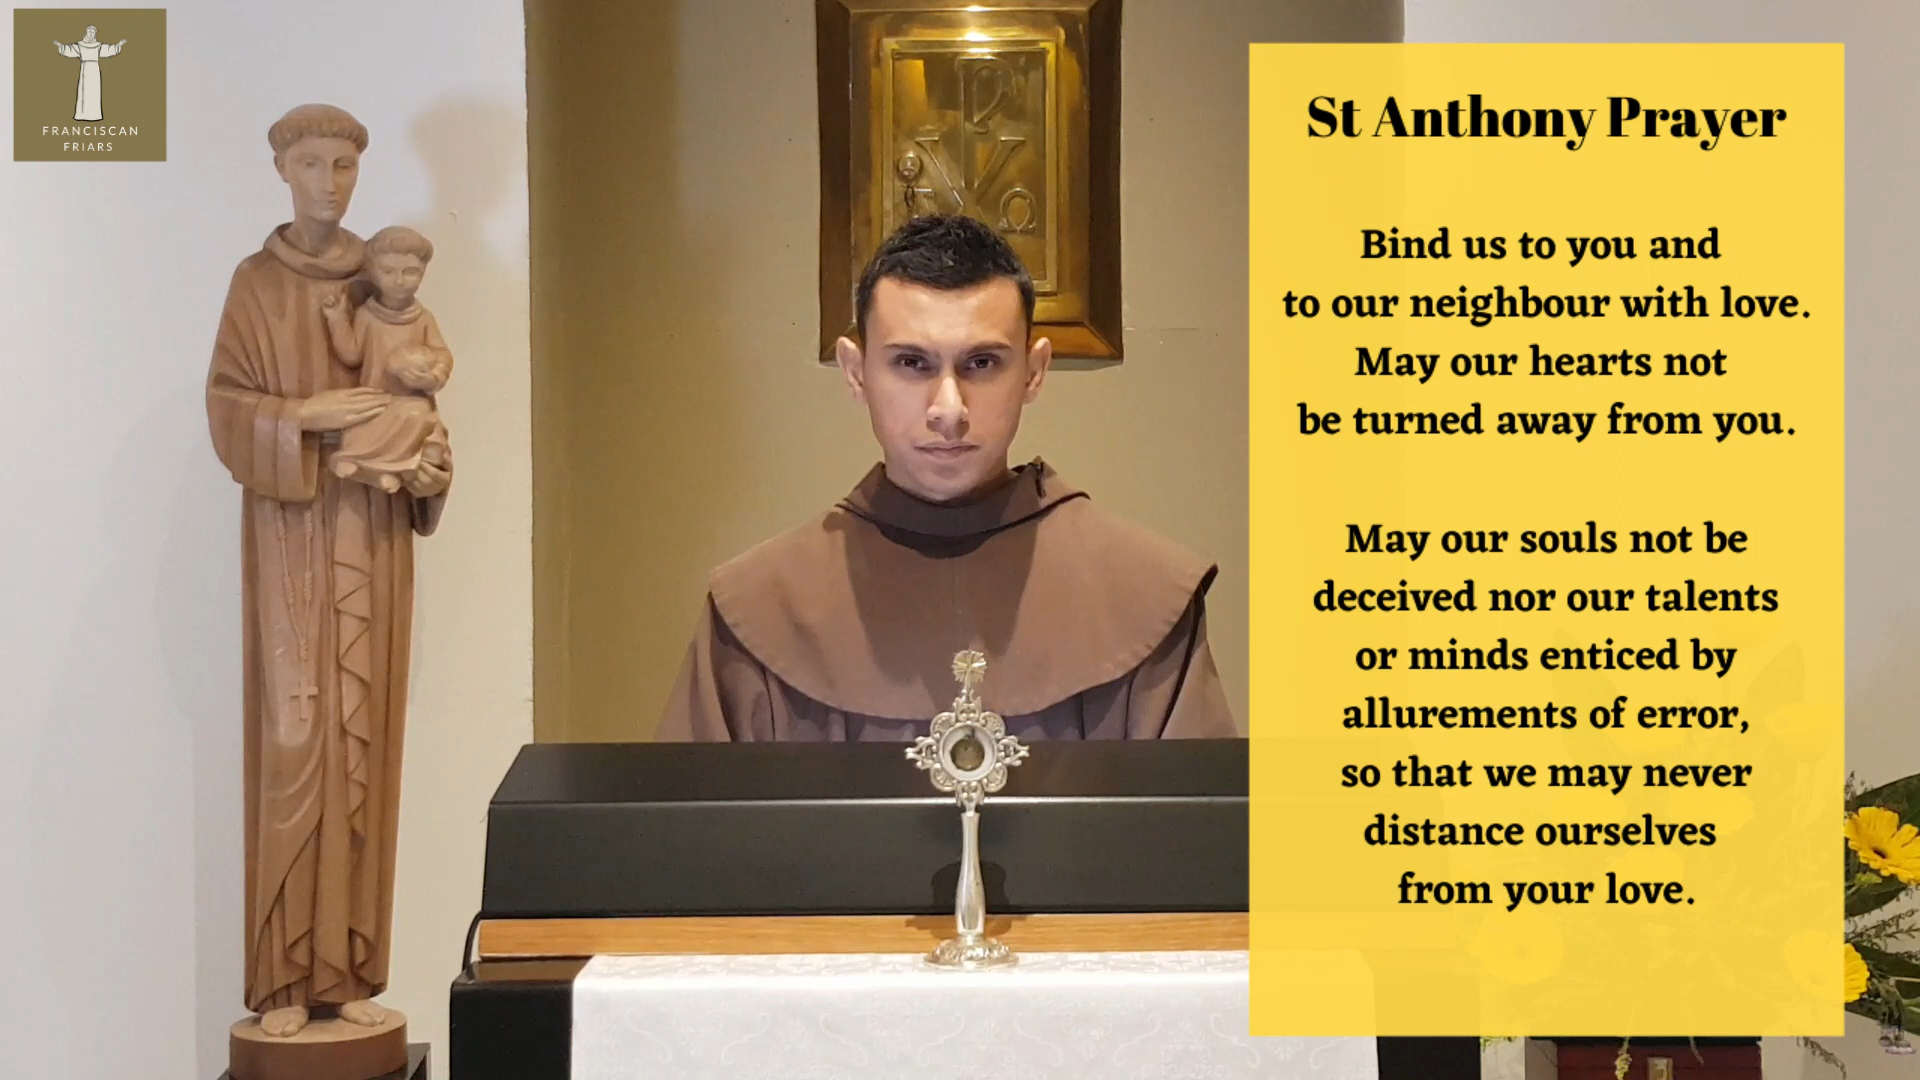 FRANCISCAN
FRIARS
St Anthony Prayer
Bind us to you and
to our neighbour with love.
May our hearts not
be turned away from you.
May our souls not be
deceived nor our talents
or minds enticed by
allurements of error,
so that we may never
distance ourselves
from your love.